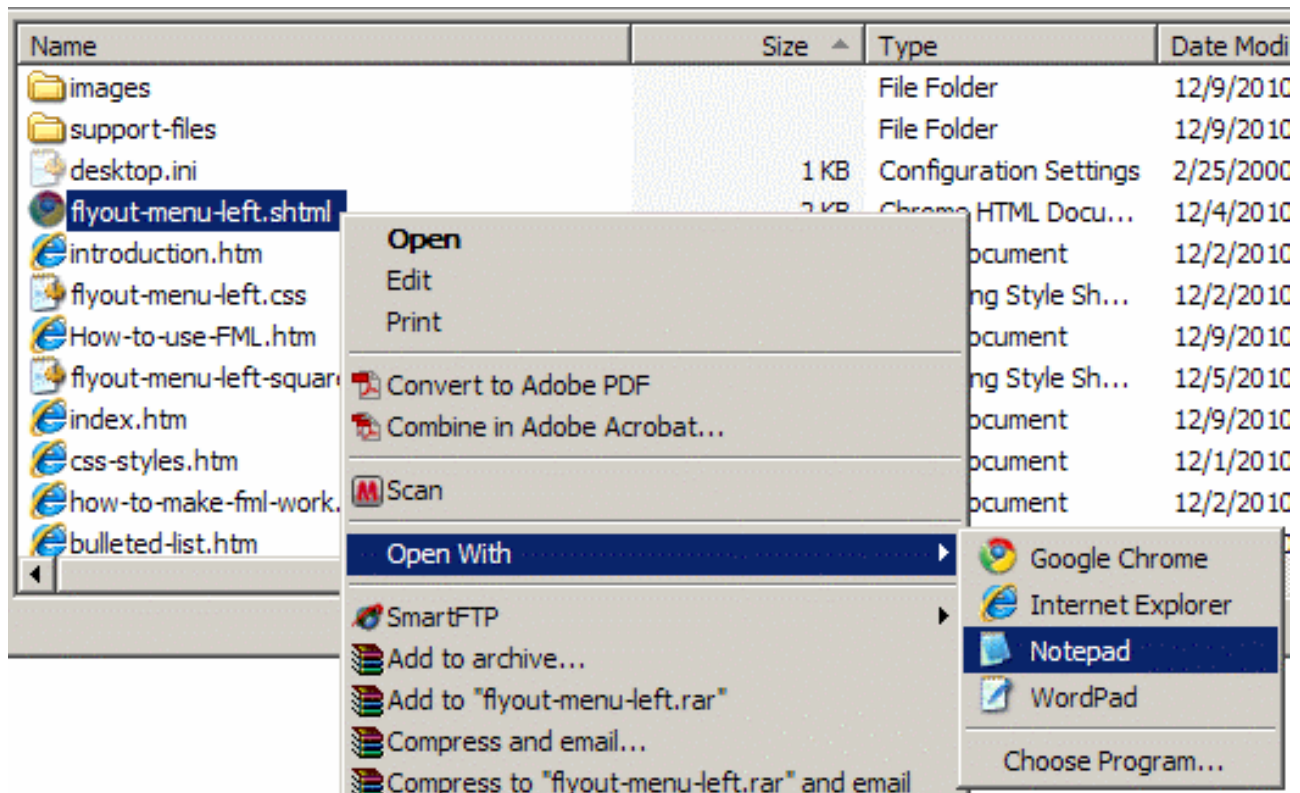 Name Size Type Date Modi
images File Folder 12/9/2010
support-files File Folder 12/9/2010
desktop.ini 1 KB Configuration Settings 2/25/2000
flyout-menu-left.shtml 2 KB Chrome HTML Docu... 12/4/2010
introduction.htm ocument 12/2/2010
flyout-menu-left.css ng Style Sh... 12/2/2010
How-to-use-FML.htm ocument 12/9/2010
flyout-menu-left-squar ng Style Sh... 12/5/2010
index.htm ocument 12/9/2010
css-styles.htm ocument 12/1/2010
how-to-make-fml-work. ocument 12/2/2010
bulleted-list.htm
Open
Edit
Print
Convert to Adobe PDF
Combine in Adobe Acrobat...
Scan
Open With
SmartFTP
Add to archive...
Add to "flyout-menu-left.rar"
Compress and email...
Compress to "flyout-menu-left.rar" and email
Google Chrome
Internet Explorer
Notepad
WordPad
Choose Program...